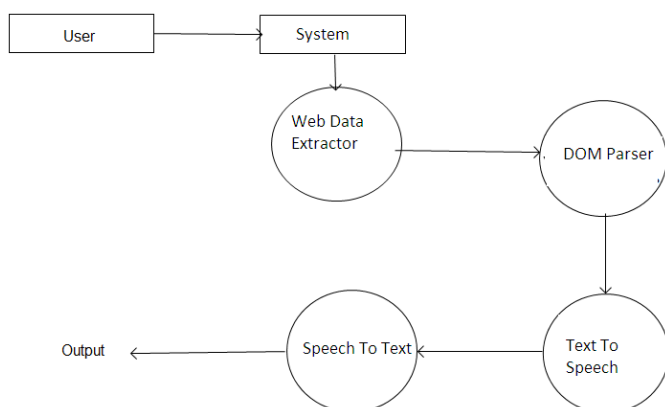 User
System
Web Data
Extractor
DOM Parser
Text To
Speech
Speech To Text
Output